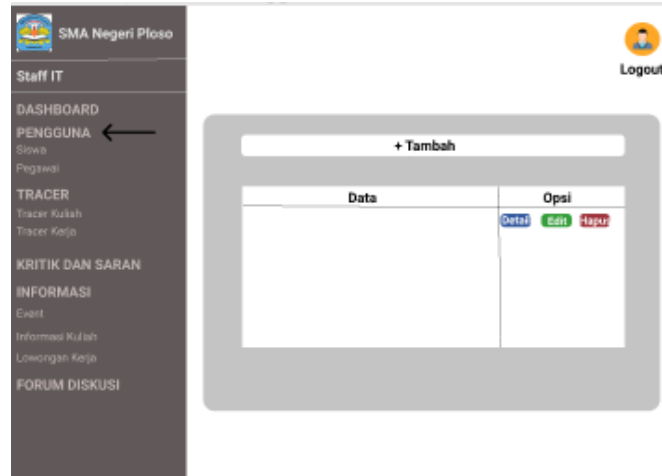 SMA Negeri Ploso
Staff IT
Logout
DASHBOARD
PENGGUNA
Siswa
Pegawai
TRACER
Tracer Kuliah
Tracer Kerja
KRITIK DAN SARAN
INFORMASI
Event
Informasi Kuliah
Lowongan Kerja
FORUM DISKUSI
+ Tambah
Data Opsi
Detail Edit Hapus